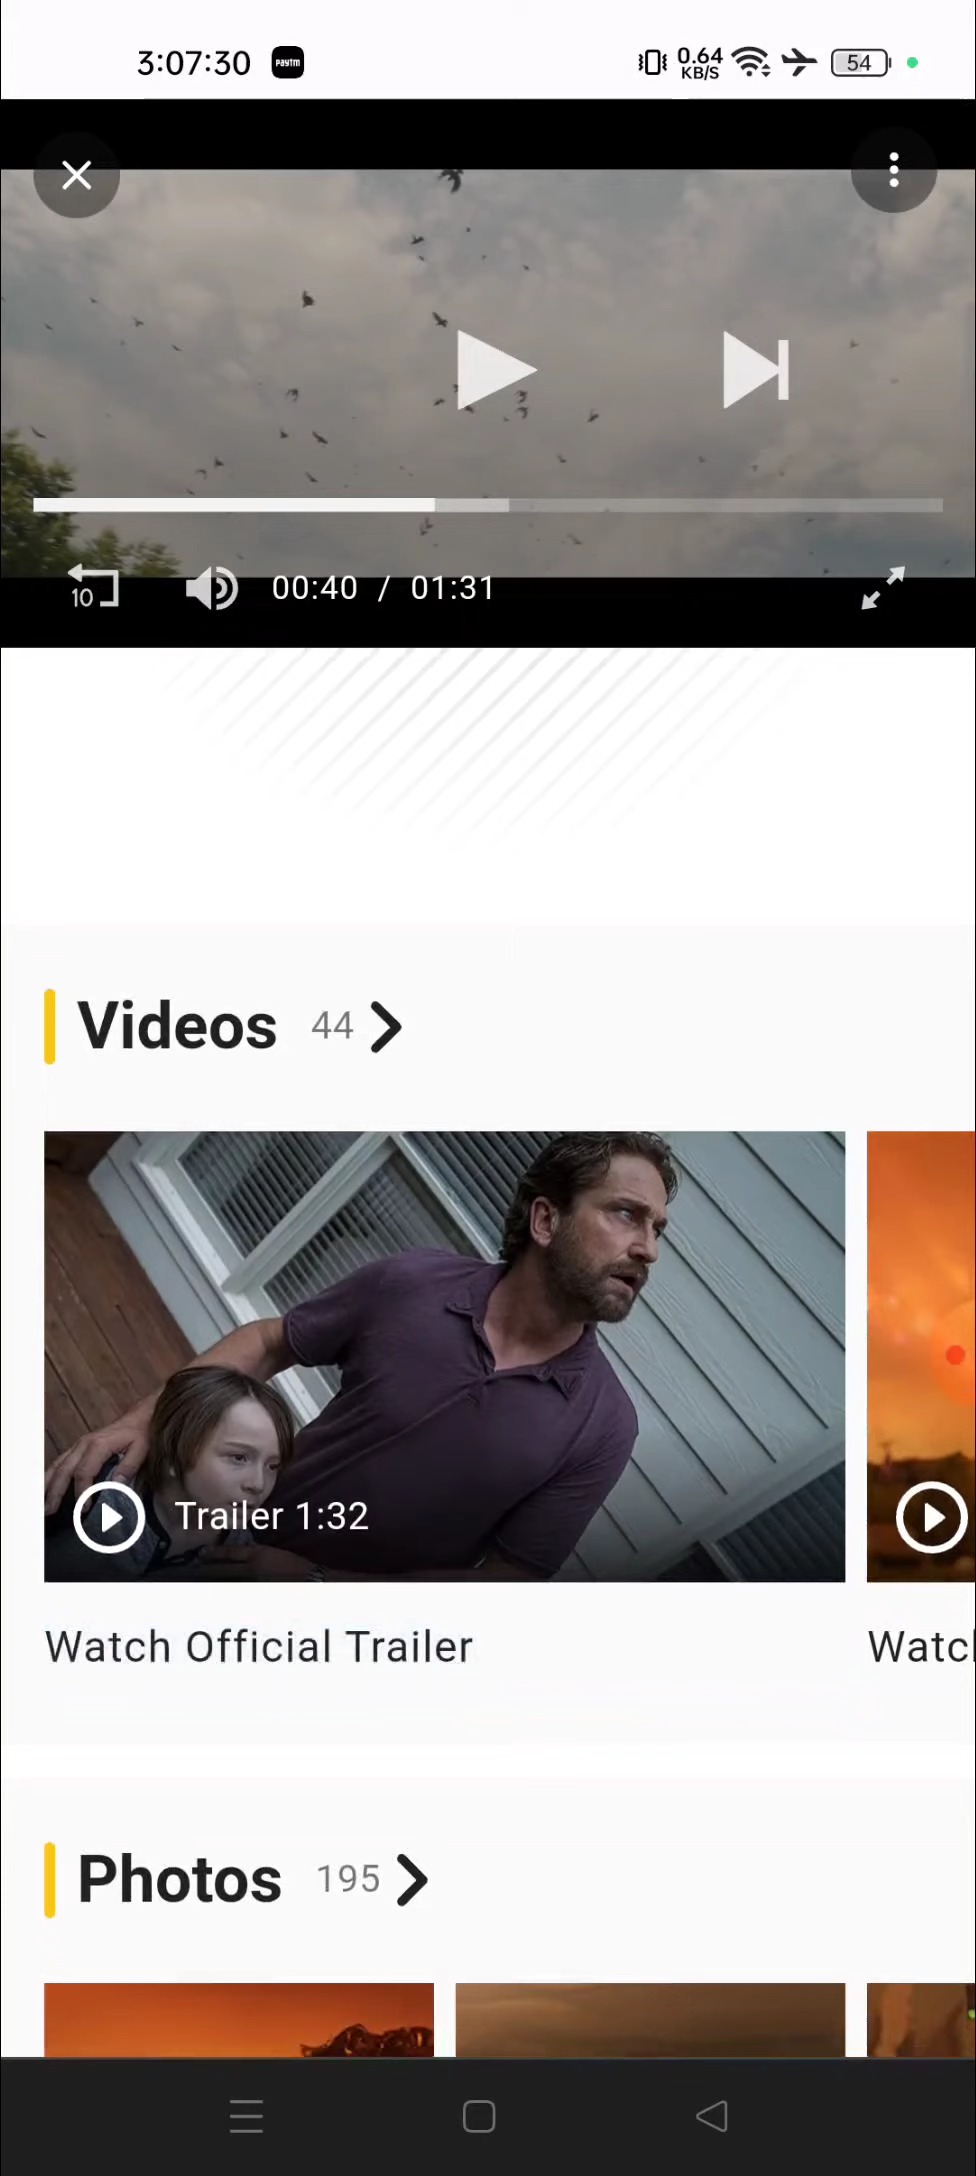 3:07:30 paytm 0.64 KB/S 54
10 00:40 / 01:31
Videos 44
Trailer 1:32
Watch Official Trailer
Watch
Photos 195